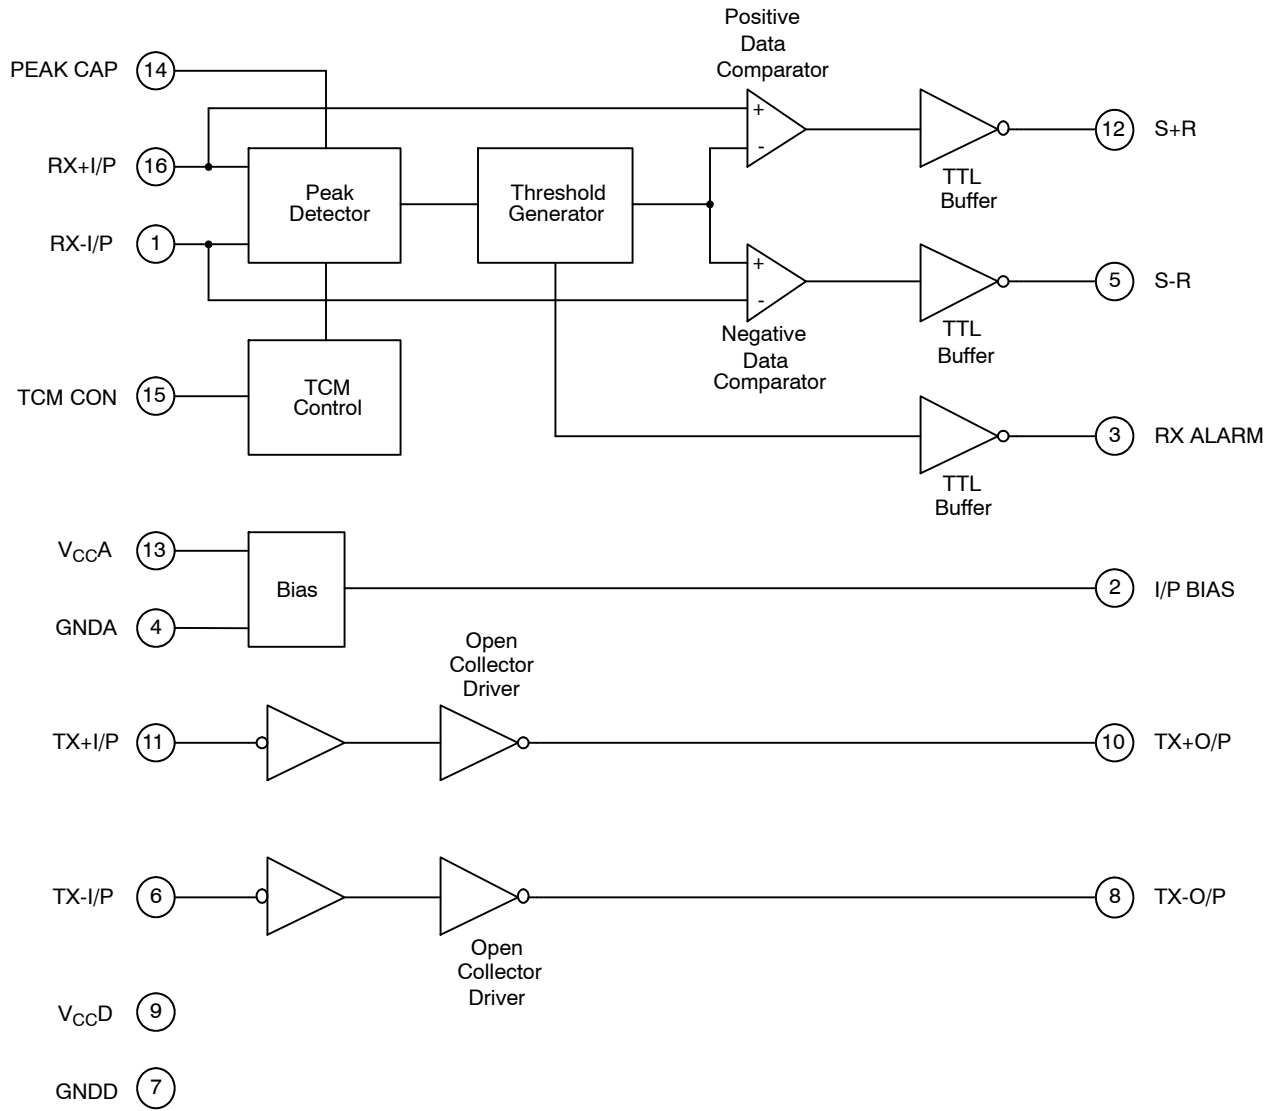 Positive
Data
Comparator
PEAK CAP 14
+
-
12 S+R
TTL
Buffer
RX+I/P 16
Peak
Detector
Threshold
Generator
RX-I/P 1
+
-
5 S-R
TTL
Buffer
Negative
Data
Comparator
TCM CON 15
TCM
Control
3 RX ALARM
TTL
Buffer
VCCA 13
Bias
2 I/P BIAS
GNDA 4
Open
Collector
Driver
TX+I/P 11
10 TX+O/P
TX-I/P 6
8 TX-O/P
Open
Collector
Driver
VCCD 9
GNDD 7